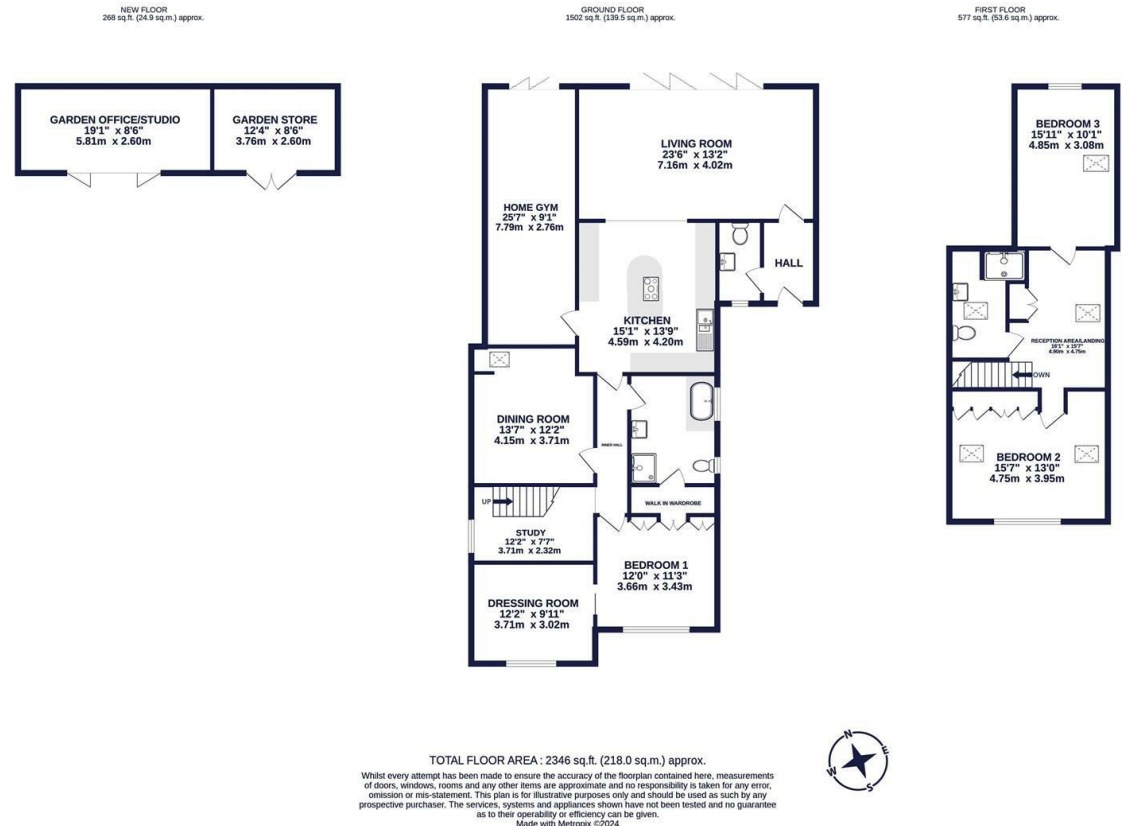 NEW FLOOR
268 sq.ft. (24.9 sq.m.) approx.
GROUND FLOOR
1502 sq.ft. (139.5 sq.m.) approx.
FIRST FLOOR
577 sq.ft. (53.6 sq.m.) approx.
GARDEN OFFICE/STUDIO
19'1" x 8'6"
5.81m x 2.60m
GARDEN STORE
12'4" x 8'6"
3.76m x 2.60m
HOME GYM
25'7" x 9'1"
7.79m x 2.76m
LIVING ROOM
23'6" x 13'2"
7.16m x 4.02m
HALL
KITCHEN
15'1" x 13'9"
4.59m x 4.20m
DINING ROOM
13'7" x 12'2"
4.15m x 3.71m
INNER HALL
UP
STUDY
12'2" x 7'7"
3.71m x 2.32m
WALK IN WARDROBE
BEDROOM 1
12'0" x 11'3"
3.66m x 3.43m
DRESSING ROOM
12'2" x 9'11"
3.71m x 3.02m
BEDROOM 3
15'11" x 10'1"
4.85m x 3.08m
RECEPTION AREA/LANDING
16'1" x 15'7"
4.90m x 4.75m
DOWN
BEDROOM 2
15'7" x 13'0"
4.75m x 3.95m
N
E
S
W
TOTAL FLOOR AREA : 2346 sq.ft. (218.0 sq.m.) approx.
Whilst every attempt has been made to ensure the accuracy of the floorplan contained here, measurements
of doors, windows, rooms and any other items are approximate and no responsibility is taken for any error,
omission or mis-statement. This plan is for illustrative purposes only and should be used as such by any
prospective purchaser. The services, systems and appliances shown have not been tested and no guarantee
as to their operability or efficiency can be given.
Made with Metropix ©2024